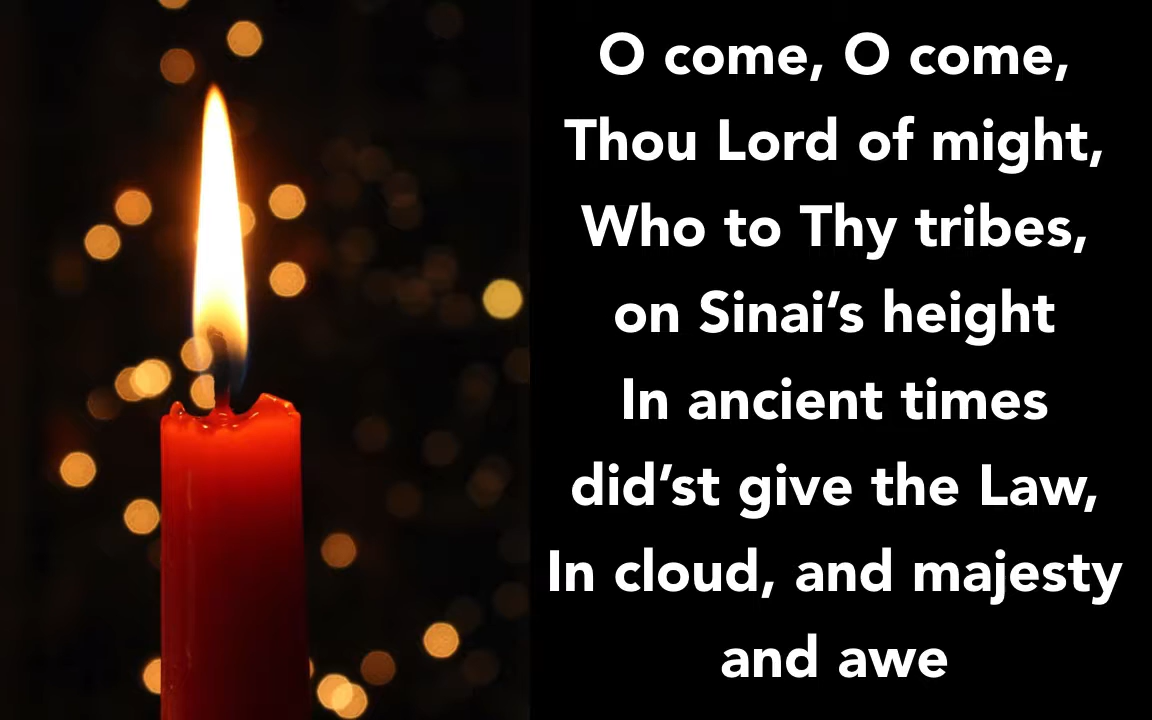 O come, O come,
Thou Lord of might,
Who to Thy tribes,
on Sinai’s height
In ancient times
did’st give the Law,
In cloud, and majesty
and awe